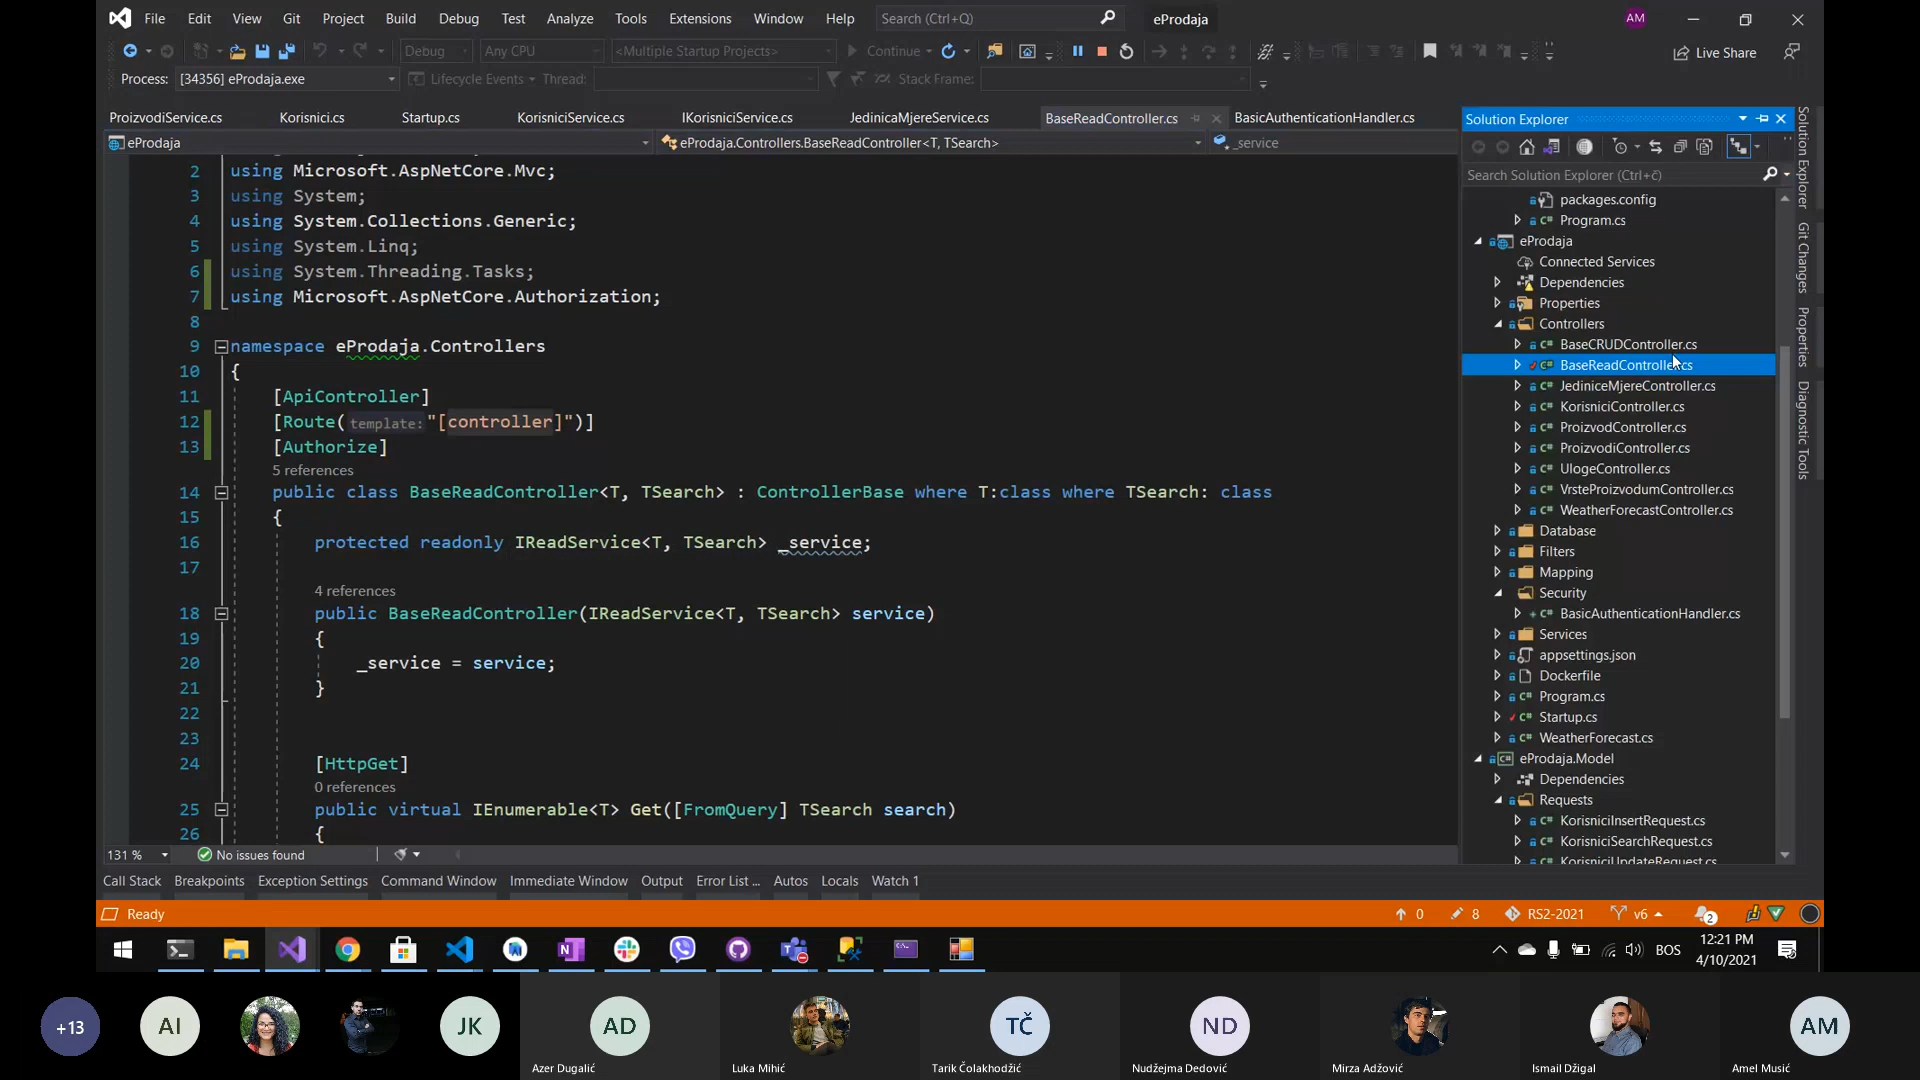 File Edit View Git Project Build Debug Test Analyze Tools Extensions Window Help Search (Ctrl+Q) eProdaja AM
Debug Any CPU <Multiple Startup Projects> Continue Live Share
Process: [34356] eProdaja.exe Lifecycle Events Thread: Stack Frame:
ProizvodiService.cs Korisnici.cs Startup.cs KorisniciService.cs IKorisniciService.cs JedinicaMjereService.cs BaseReadController.cs BasicAuthenticationHandler.cs
eProdaja eProdaja.Controllers.BaseReadController<T, TSearch> _service
2 using Microsoft.AspNetCore.Mvc;
3 using System;
4 using System.Collections.Generic;
5 using System.Linq;
6 using System.Threading.Tasks;
7 using Microsoft.AspNetCore.Authorization;
8
9 namespace eProdaja.Controllers
10 {
11 [ApiController]
12 [Route(template: "[controller]")]
13 [Authorize]
5 references
14 public class BaseReadController<T, TSearch> : ControllerBase where T:class where TSearch: class
15 {
16 protected readonly IReadService<T, TSearch> _service;
17
4 references
18 public BaseReadController(IReadService<T, TSearch> service)
19 {
20 _service = service;
21 }
22
23
24 [HttpGet]
0 references
25 public virtual IEnumerable<T> Get([FromQuery] TSearch search)
26 {
131 % No issues found
Solution Explorer
Search Solution Explorer (Ctrl+č)
packages.config
Program.cs
eProdaja
Connected Services
Dependencies
Properties
Controllers
BaseCRUDController.cs
BaseReadController.cs
JediniceMjereController.cs
KorisniciController.cs
ProizvodController.cs
ProizvodiController.cs
UlogeController.cs
VrsteProizvodumController.cs
WeatherForecastController.cs
Database
Filters
Mapping
Security
BasicAuthenticationHandler.cs
Services
appsettings.json
Dockerfile
Program.cs
Startup.cs
WeatherForecast.cs
eProdaja.Model
Dependencies
Requests
KorisniciInsertRequest.cs
KorisniciSearchRequest.cs
KorisniciUpdateRequest.cs
Solution Explorer
Git Changes
Properties
Diagnostic Tools
Call Stack Breakpoints Exception Settings Command Window Immediate Window Output Error List ... Autos Locals Watch 1
Ready 0 8 RS2-2021 v6 2
BOS 12:21 PM
4/10/2021
+13 AI JK AD TČ ND AM
Azer Dugalić Luka Mihić Tarik Čolakhodžić Nudžejma Dedović Mirza Adžović Ismail Džigal Amel Musić